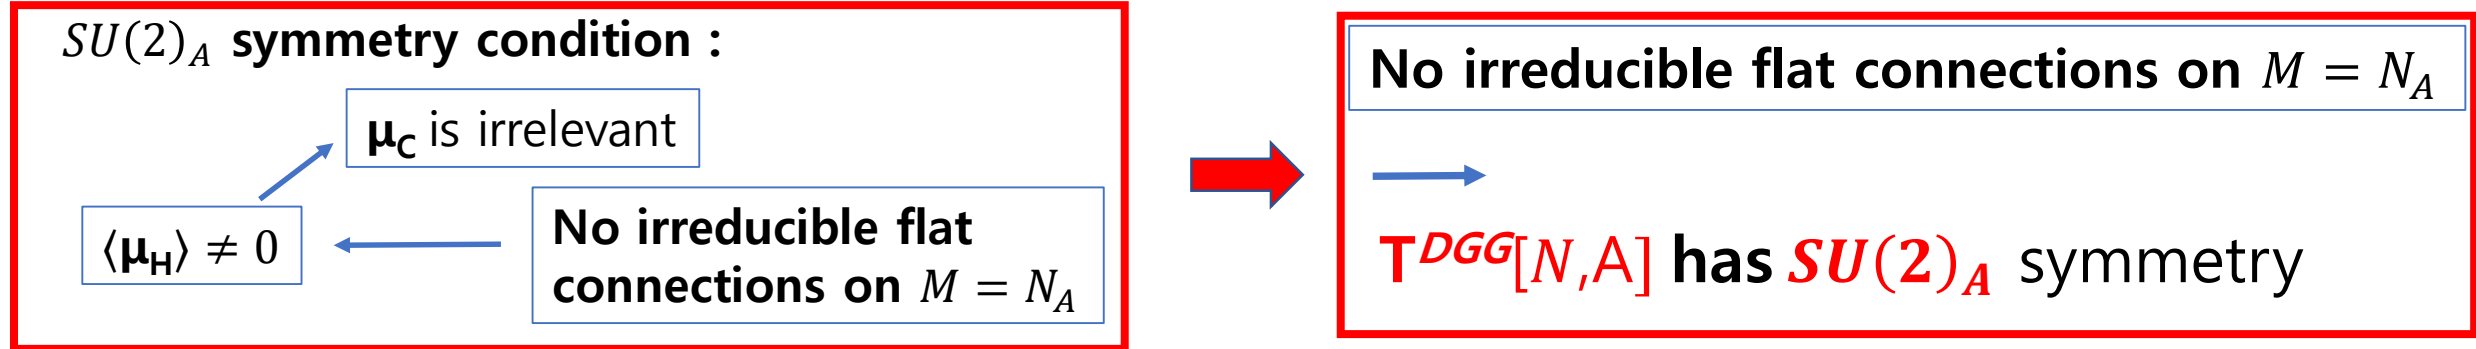 SU(2)_A symmetry condition :
μ_C is irrelevant
⟨μ_H⟩ ≠ 0
No irreducible flat
connections on M = N_A
No irreducible flat connections on M = N_A
T^{DGG}[N,A] has SU(2)_A symmetry